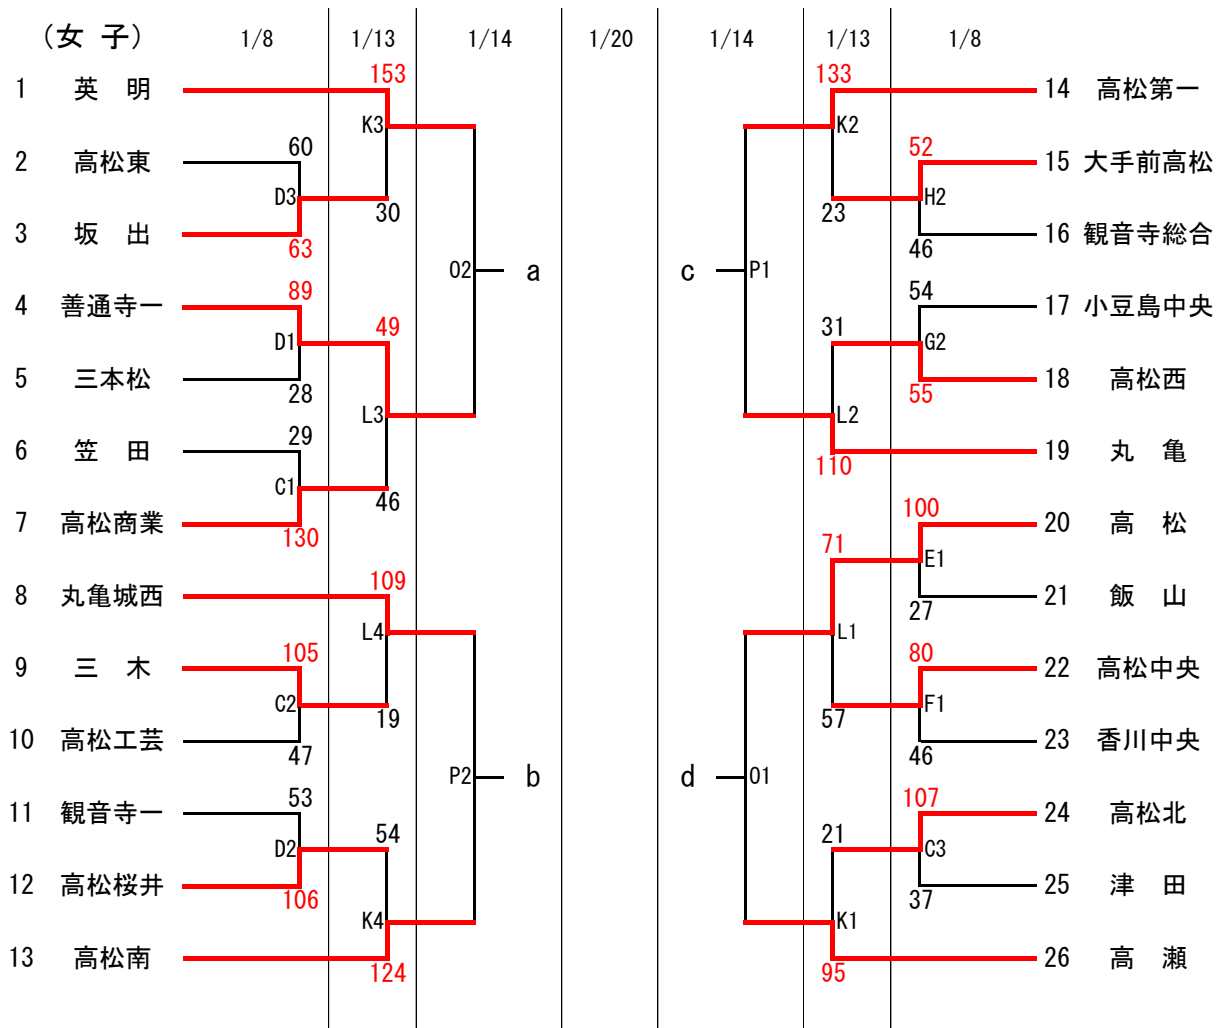 （女 子） 1/8 1/13 1/14 1/20 1/14 1/13 1/8
153 133
1 英 明 14 高松第一
K3 K2
60 52
2 高松東 15 大手前高松
D3 H2
30 23
3 坂 出 16 観音寺総合
63 46
O2 a c P1
89 54
4 善通寺一 17 小豆島中央
49 31
D1 G2
5 三本松 18 高松西
28 55
L3 L2
29
6 笠 田 19 丸 亀
110
C1
46
100
7 高松商業 20 高 松
130 71
E1
109
8 丸亀城西 21 飯 山
27
L4 L1
105 80
9 三 木 22 高松中央
C2 F1
19 57
10 高松工芸 23 香川中央
47 46
P2 b d O1
53 107
11 観音寺一 24 高松北
54 21
D2 C3
12 高松桜井 25 津 田
106 37
K4 K1
13 高松南 26 高 瀬
124 95